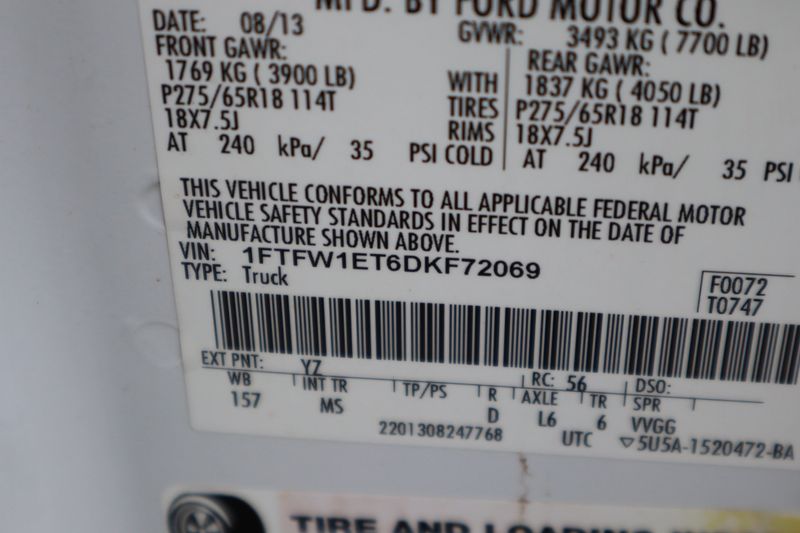 MFD. BY FORD MOTOR CO.
DATE: 08/13 GVWR: 3493 KG ( 7700 LB)
FRONT GAWR: REAR GAWR:
1769 KG ( 3900 LB) WITH 1837 KG ( 4050 LB)
P275/65R18 114T TIRES P275/65R18 114T
18X7.5J RIMS 18X7.5J
AT 240 kPa/ 35 PSI COLD AT 240 kPa/ 35 PSI
THIS VEHICLE CONFORMS TO ALL APPLICABLE FEDERAL MOTOR
VEHICLE SAFETY STANDARDS IN EFFECT ON THE DATE OF
MANUFACTURE SHOWN ABOVE.
VIN: 1FTFW1ET6DKF72069
TYPE: Truck
F0072
T0747
EXT PNT: YZ RC: 56 DSO:
WB INT TR TP/PS R AXLE TR SPR
157 MS D L6 6 VVGG
2201308247768 UTC ▽5U5A-1520472-BA
TIRE AND LOADING